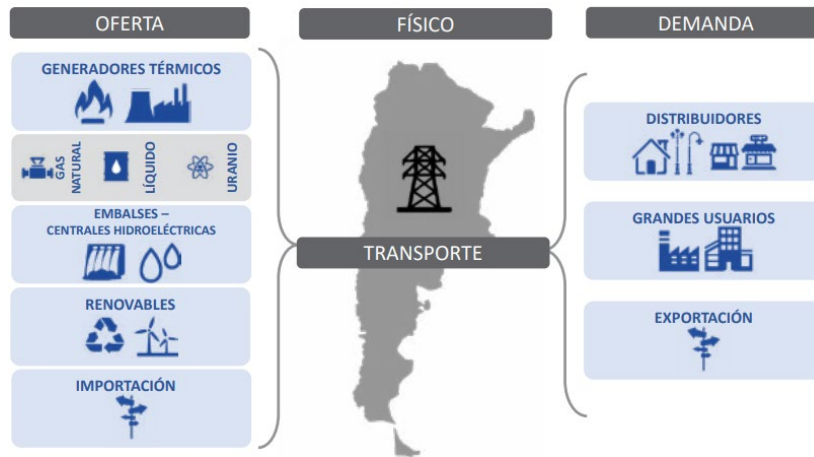 OFERTA
GENERADORES TÉRMICOS
GAS
NATURAL
LÍQUIDO
URANIO
EMBALSES –
CENTRALES HIDROELÉCTRICAS
RENOVABLES
IMPORTACIÓN
FÍSICO
TRANSPORTE
DEMANDA
DISTRIBUIDORES
GRANDES USUARIOS
EXPORTACIÓN